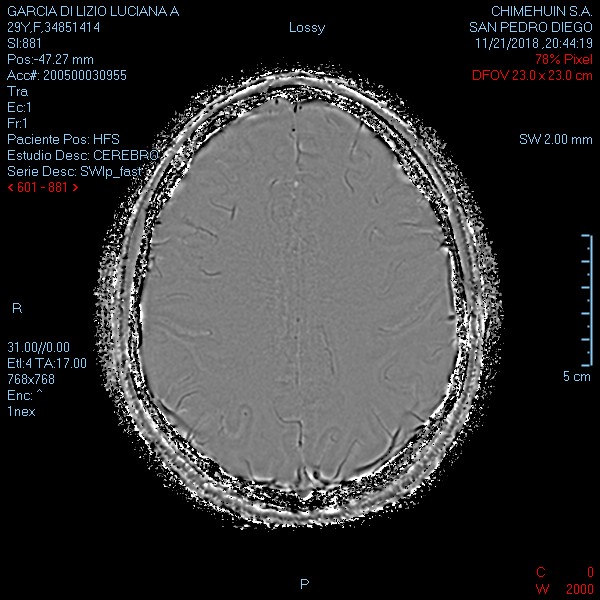 GARCIA DI LIZIO LUCIANA A
29Y,F,34851414
Sl:881
Pos:-47.27 mm
Acc#: 200500030955
Tra
Ec:1
Fr:1
Paciente Pos: HFS
Estudio Desc: CEREBRO
Serie Desc: SWIp_fast
< 601 - 881 >
Lossy
CHIMEHUIN S.A.
SAN PEDRO DIEGO
11/21/2018 ,20:44:19
78% Pixel
DFOV 23.0 x 23.0 cm
SW 2.00 mm
R
31.00//0.00
Etl:4 TA:17.00
768x768
Enc: ^
1nex
5 cm
P
C 0
W 2000